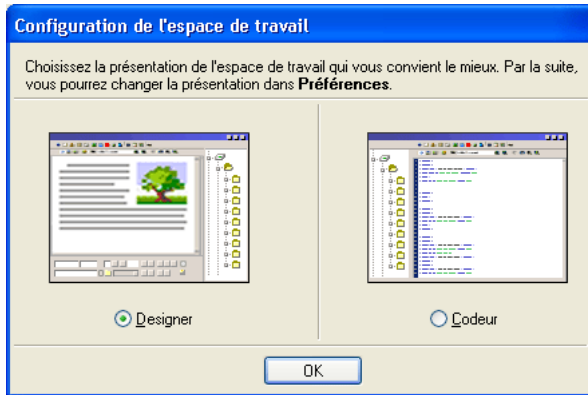 Configuration de l'espace de travail
Choisissez la présentation de l'espace de travail qui vous convient le mieux. Par la suite,
vous pourrez changer la présentation dans Préférences.
Designer
Codeur
OK